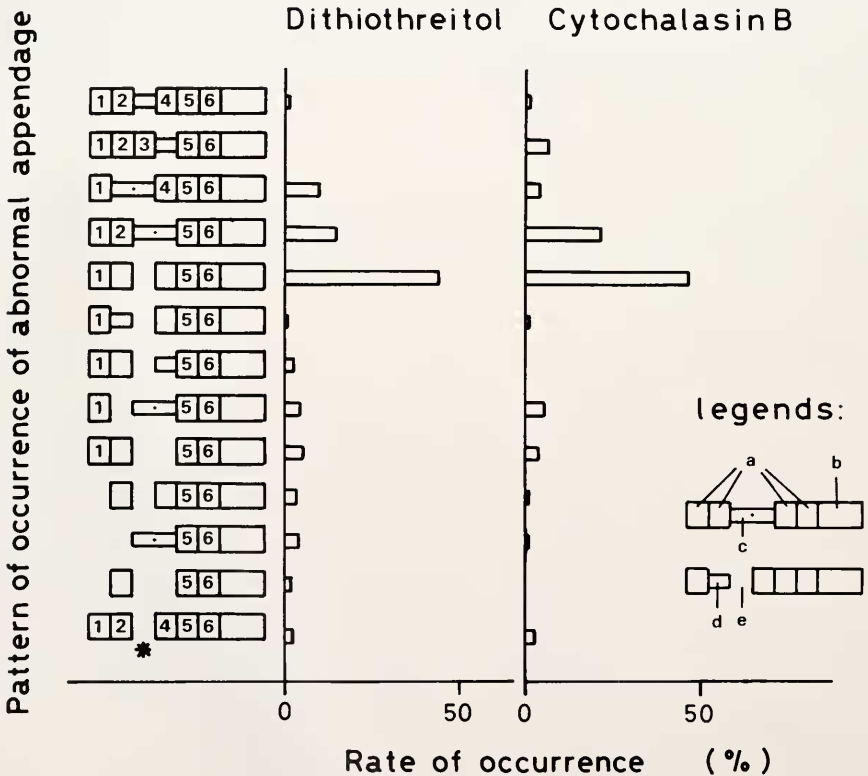 Dithiothreitol Cytochalasin B
Pattern of occurrence of abnormal appendage
1 2 4 5 6
1 2 3 5 6
1 4 5 6
1 2 5 6
1 5 6
1 5 6
1 5 6
1 5 6
1 5 6
5 6
5 6
5 6
1 2 4 5 6
*
legends:
a b
c
d e
0 50 0 50
Rate of occurrence (%)